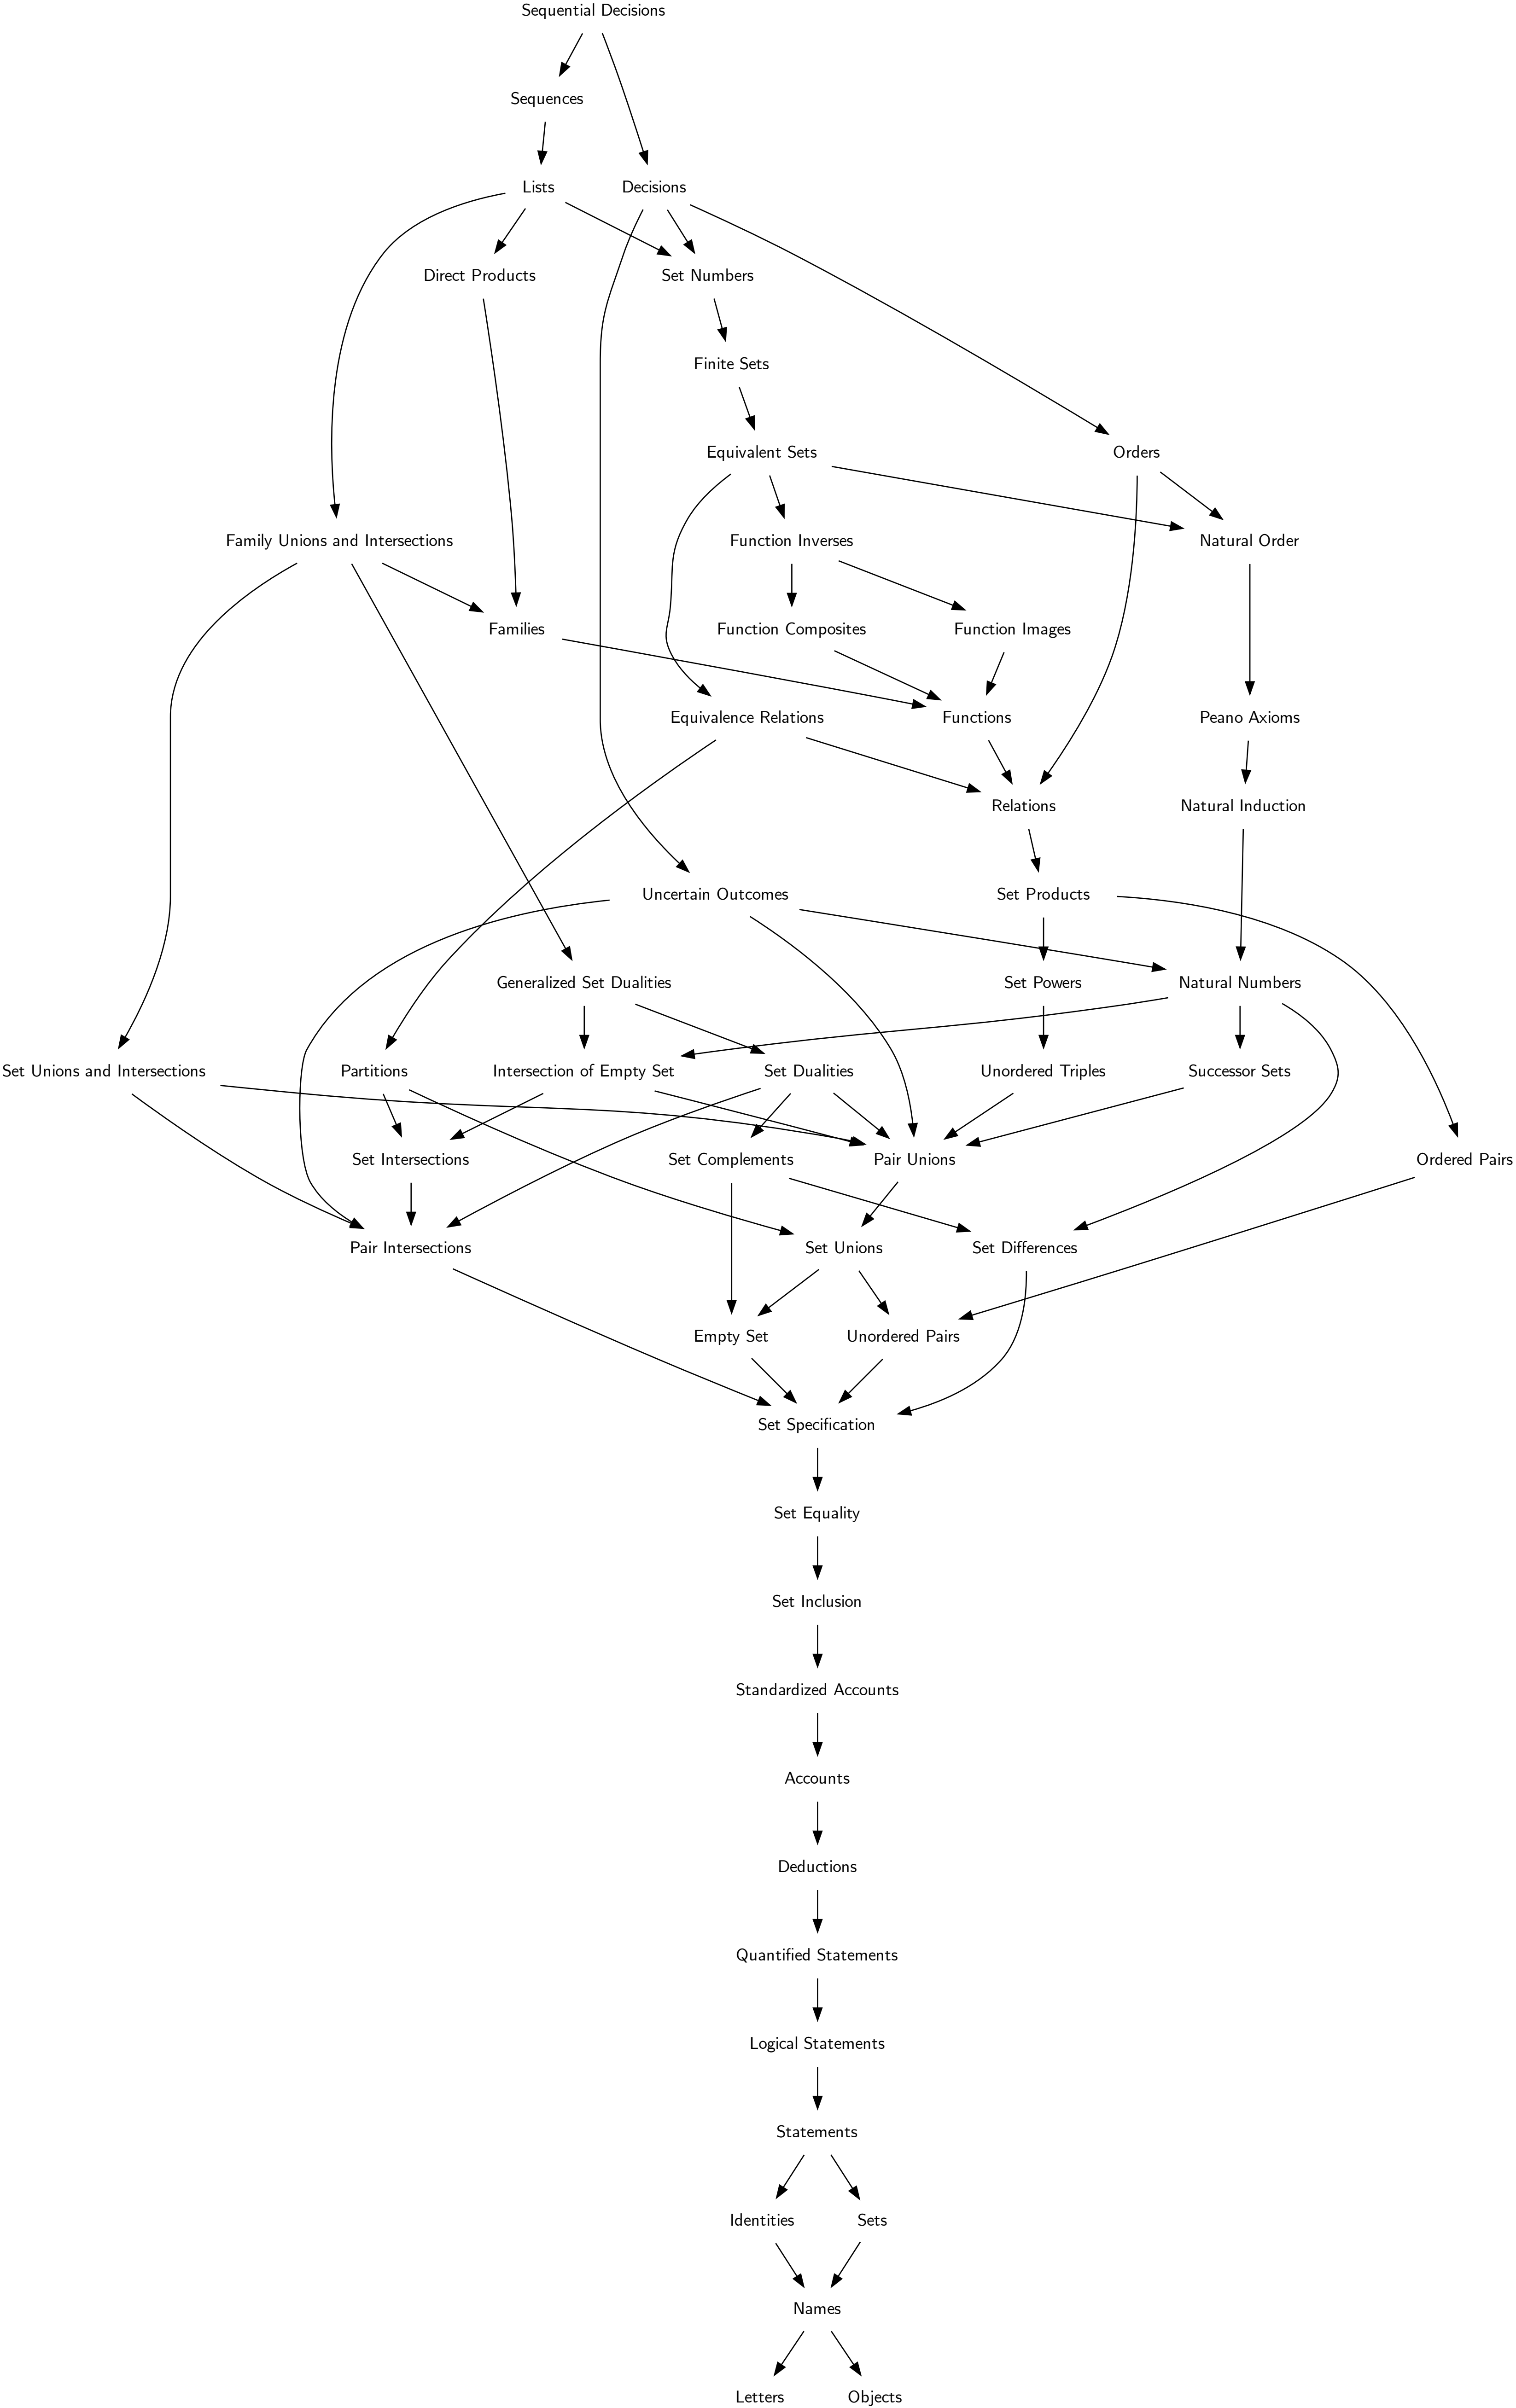 Sequential Decisions
Sequences
Lists
Decisions
Direct Products
Set Numbers
Finite Sets
Equivalent Sets
Orders
Family Unions and Intersections
Function Inverses
Natural Order
Families
Function Composites
Function Images
Equivalence Relations
Functions
Peano Axioms
Relations
Natural Induction
Uncertain Outcomes
Set Products
Generalized Set Dualities
Set Powers
Natural Numbers
Set Unions and Intersections
Partitions
Intersection of Empty Set
Set Dualities
Unordered Triples
Successor Sets
Set Intersections
Set Complements
Pair Unions
Ordered Pairs
Pair Intersections
Set Unions
Set Differences
Empty Set
Unordered Pairs
Set Specification
Set Equality
Set Inclusion
Standardized Accounts
Accounts
Deductions
Quantified Statements
Logical Statements
Statements
Identities
Sets
Names
Letters
Objects